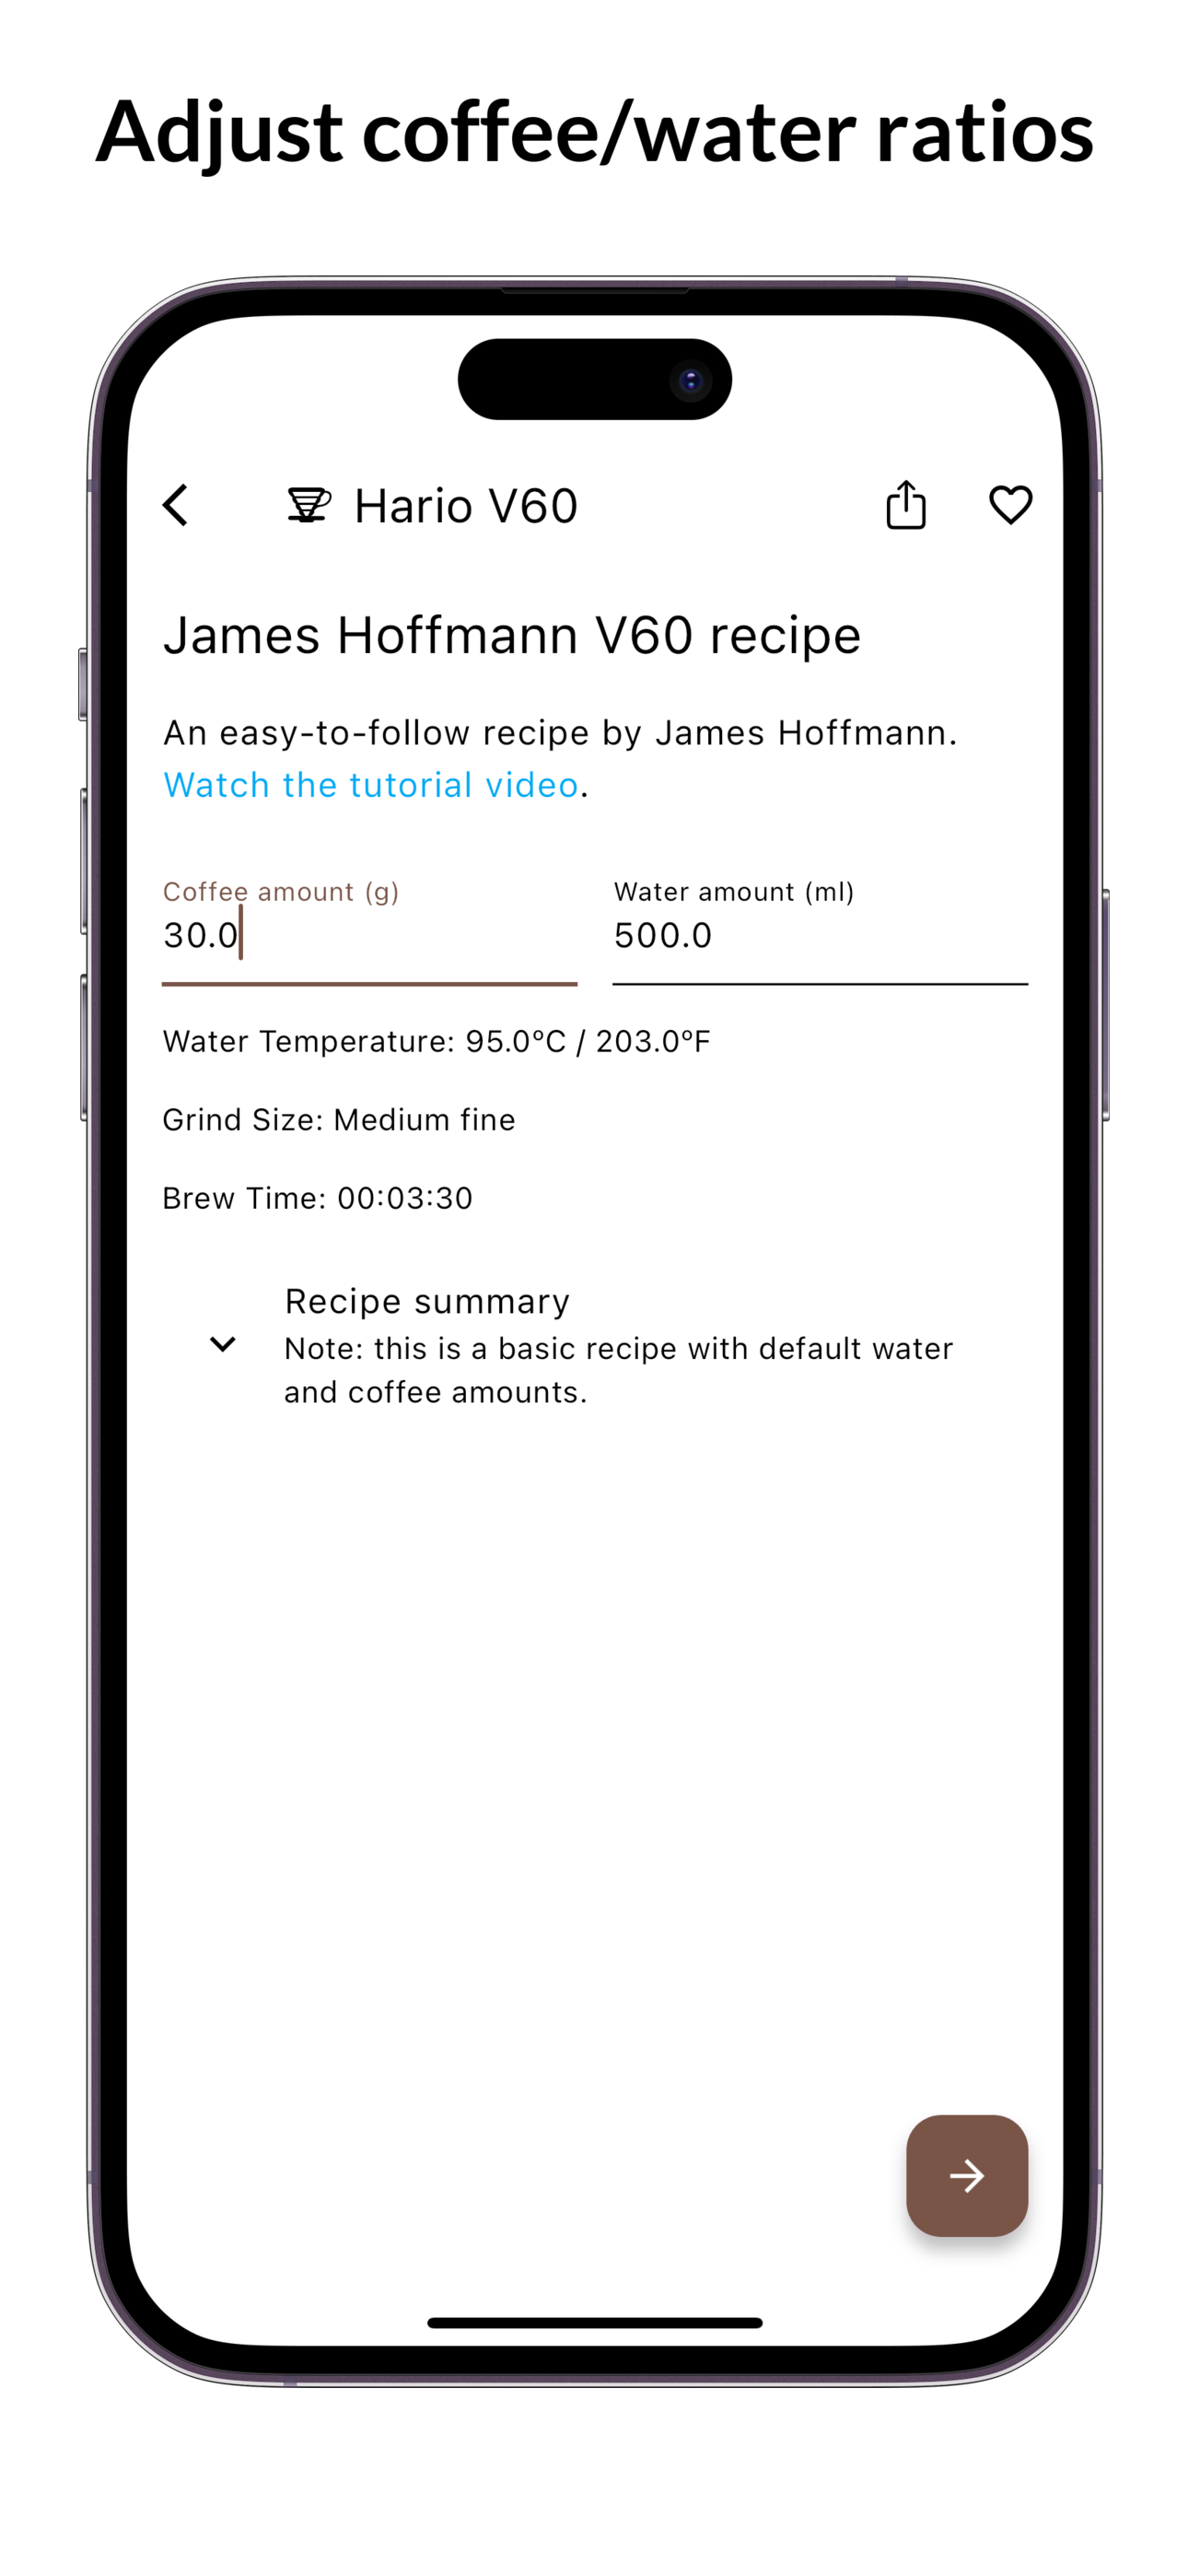 Adjust coffee/water ratios
Hario V60
James Hoffmann V60 recipe
An easy-to-follow recipe by James Hoffmann.
Watch the tutorial video.
Coffee amount (g)
30.0
Water amount (ml)
500.0
Water Temperature: 95.0ºC / 203.0ºF
Grind Size: Medium fine
Brew Time: 00:03:30
Recipe summary
Note: this is a basic recipe with default water
and coffee amounts.